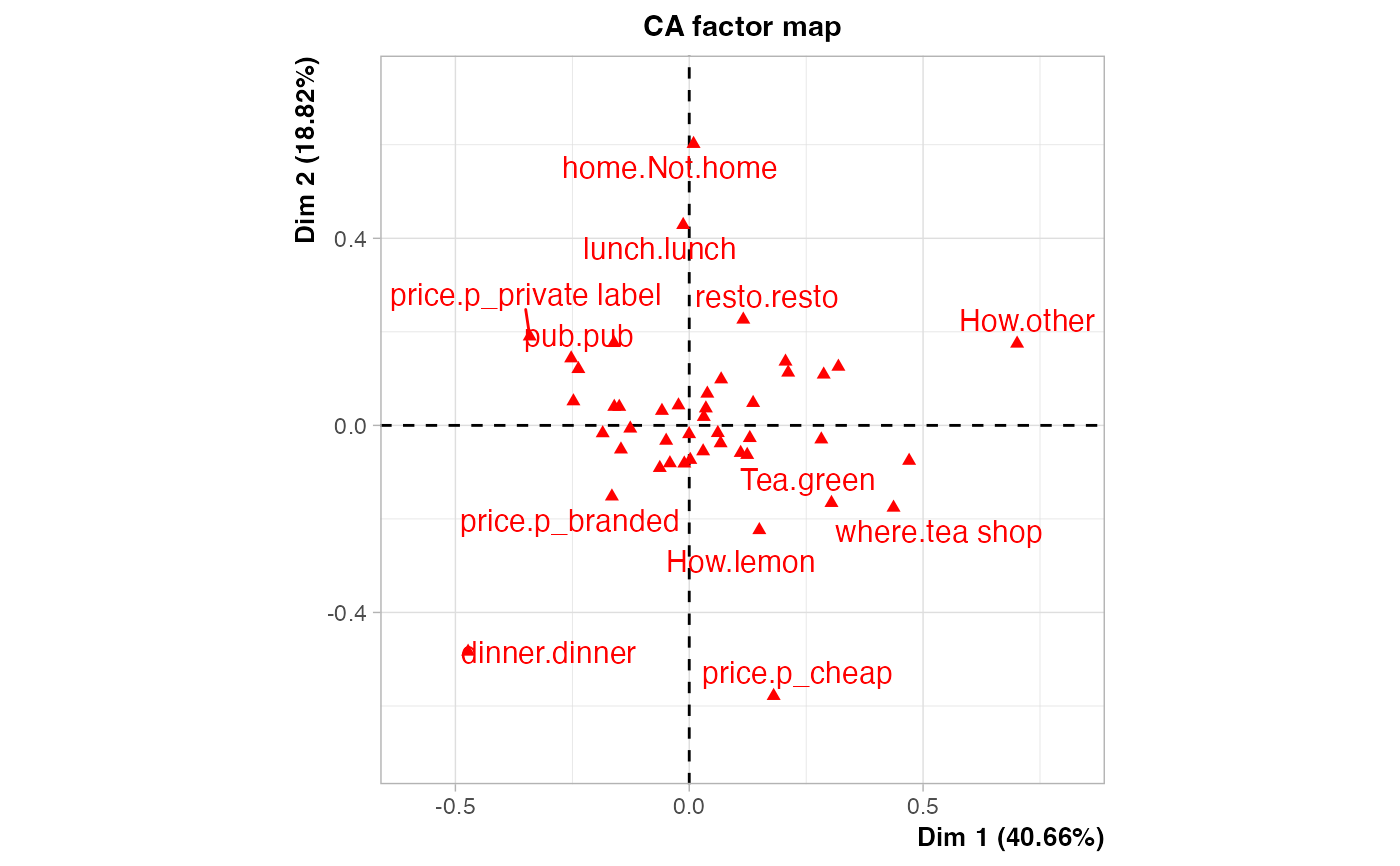 CA factor map
Dim 2 (18.82%)
home.Not.home
0.4
lunch.lunch
price.p_private label
resto.resto
How.other
pub.pub
0.0
Tea.green
price.p_branded
where.tea shop
How.lemon
-0.4
dinner.dinner
price.p_cheap
-0.5
0.0
0.5
Dim 1 (40.66%)